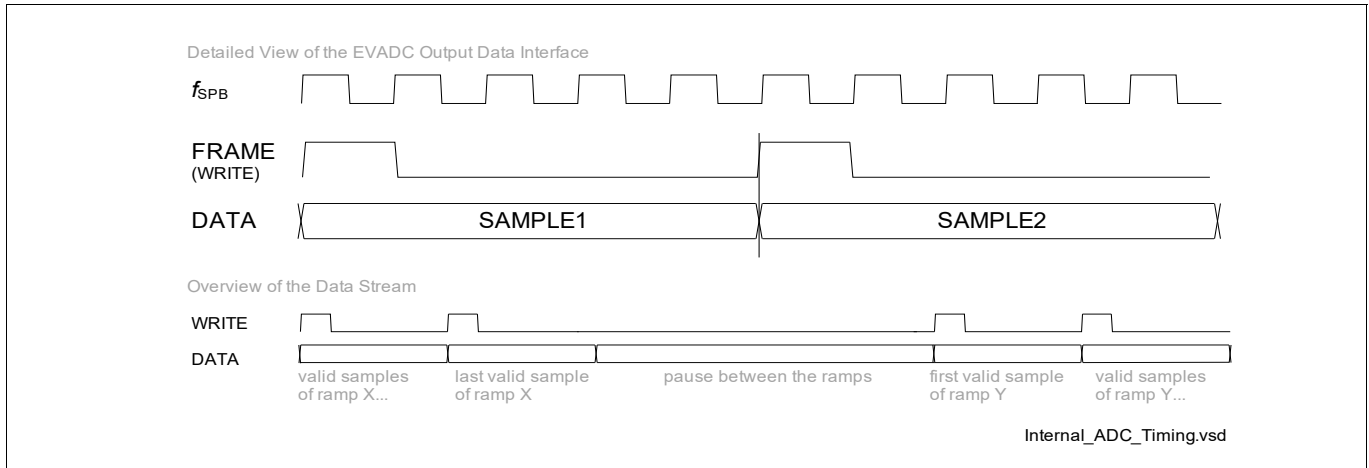 Detailed View of the EVADC Output Data Interface
fSPB
FRAME
(WRITE)
DATA
SAMPLE1
SAMPLE2
Overview of the Data Stream
WRITE
DATA
valid samples
of ramp X...
last valid sample
of ramp X
pause between the ramps
first valid sample
of ramp Y
valid samples
of ramp Y...
Internal_ADC_Timing.vsd